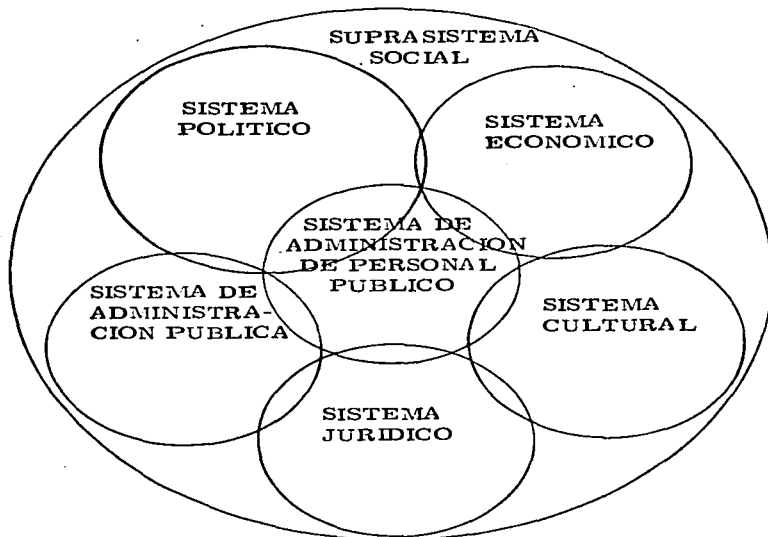 SUPRASISTEMA
SOCIAL
SISTEMA
POLITICO
SISTEMA
ECONOMICO
SISTEMA DE
ADMINISTRACION
DE PERSONAL
PUBLICO
SISTEMA DE
ADMINISTRA-
CION PUBLICA
SISTEMA
CULTURAL
SISTEMA
JURIDICO